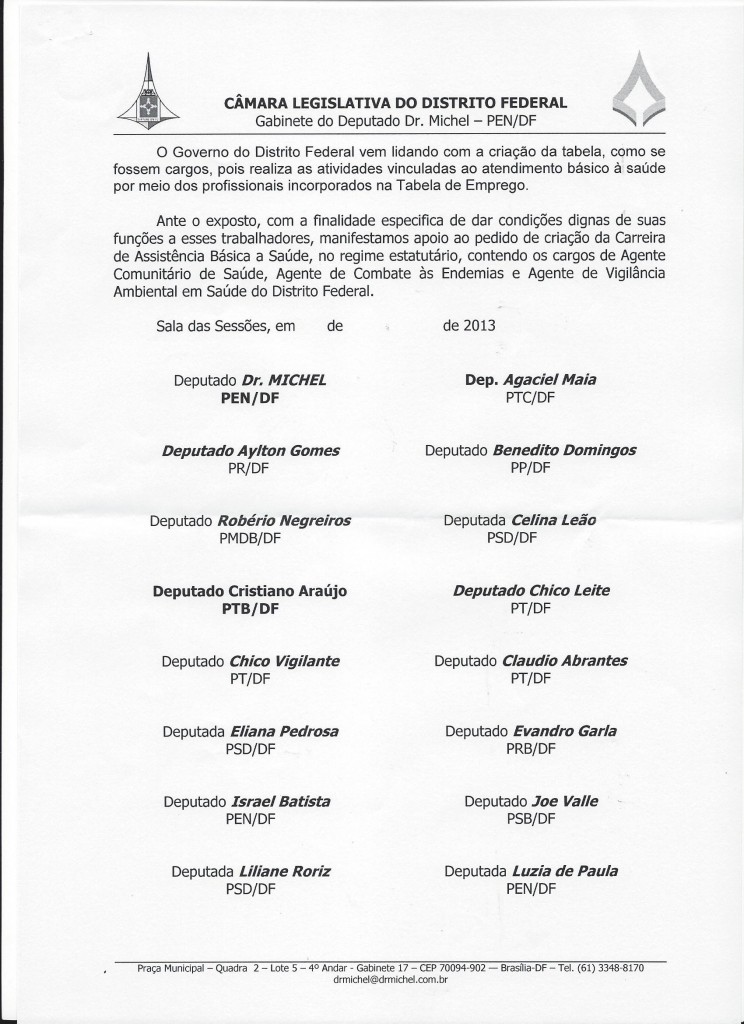 CÂMARA LEGISLATIVA DO DISTRITO FEDERAL
Gabinete do Deputado Dr. Michel – PEN/DF
O Governo do Distrito Federal vem lidando com a criação da tabela, como se
fossem cargos, pois realiza as atividades vinculadas ao atendimento básico à saúde
por meio dos profissionais incorporados na Tabela de Emprego.
Ante o exposto, com a finalidade especifica de dar condições dignas de suas
funções a esses trabalhadores, manifestamos apoio ao pedido de criação da Carreira
de Assistência Básica a Saúde, no regime estatutário, contendo os cargos de Agente
Comunitário de Saúde, Agente de Combate às Endemias e Agente de Vigilância
Ambiental em Saúde do Distrito Federal.
Sala das Sessões, em de de 2013
Deputado Dr. MICHEL Dep. Agaciel Maia
PEN/DF PTC/DF
Deputado Aylton Gomes Deputado Benedito Domingos
PR/DF PP/DF
Deputado Robério Negreiros Deputada Celina Leão
PMDB/DF PSD/DF
Deputado Cristiano Araújo Deputado Chico Leite
PTB/DF PT/DF
Deputado Chico Vigilante Deputado Claudio Abrantes
PT/DF PT/DF
Deputada Eliana Pedrosa Deputado Evandro Garla
PSD/DF PRB/DF
Deputado Israel Batista Deputado Joe Valle
PEN/DF PSB/DF
Deputada Liliane Roriz Deputada Luzia de Paula
PSD/DF PEN/DF
Praça Municipal – Quadra 2 – Lote 5 – 4º Andar - Gabinete 17 – CEP 70094-902 — Brasília-DF – Tel. (61) 3348-8170
drmichel@drmichel.com.br